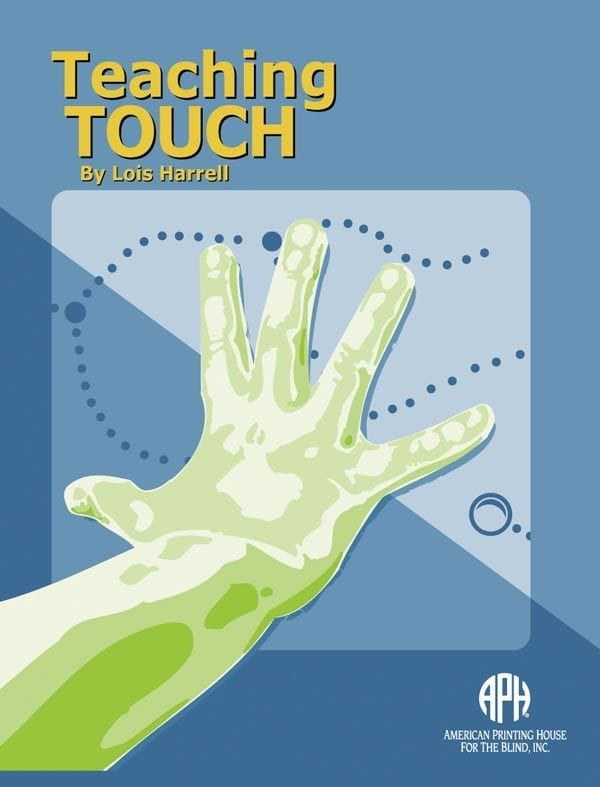 Teaching
TOUCH
By Lois Harrell
APH®
AMERICAN PRINTING HOUSE
FOR THE BLIND, INC.